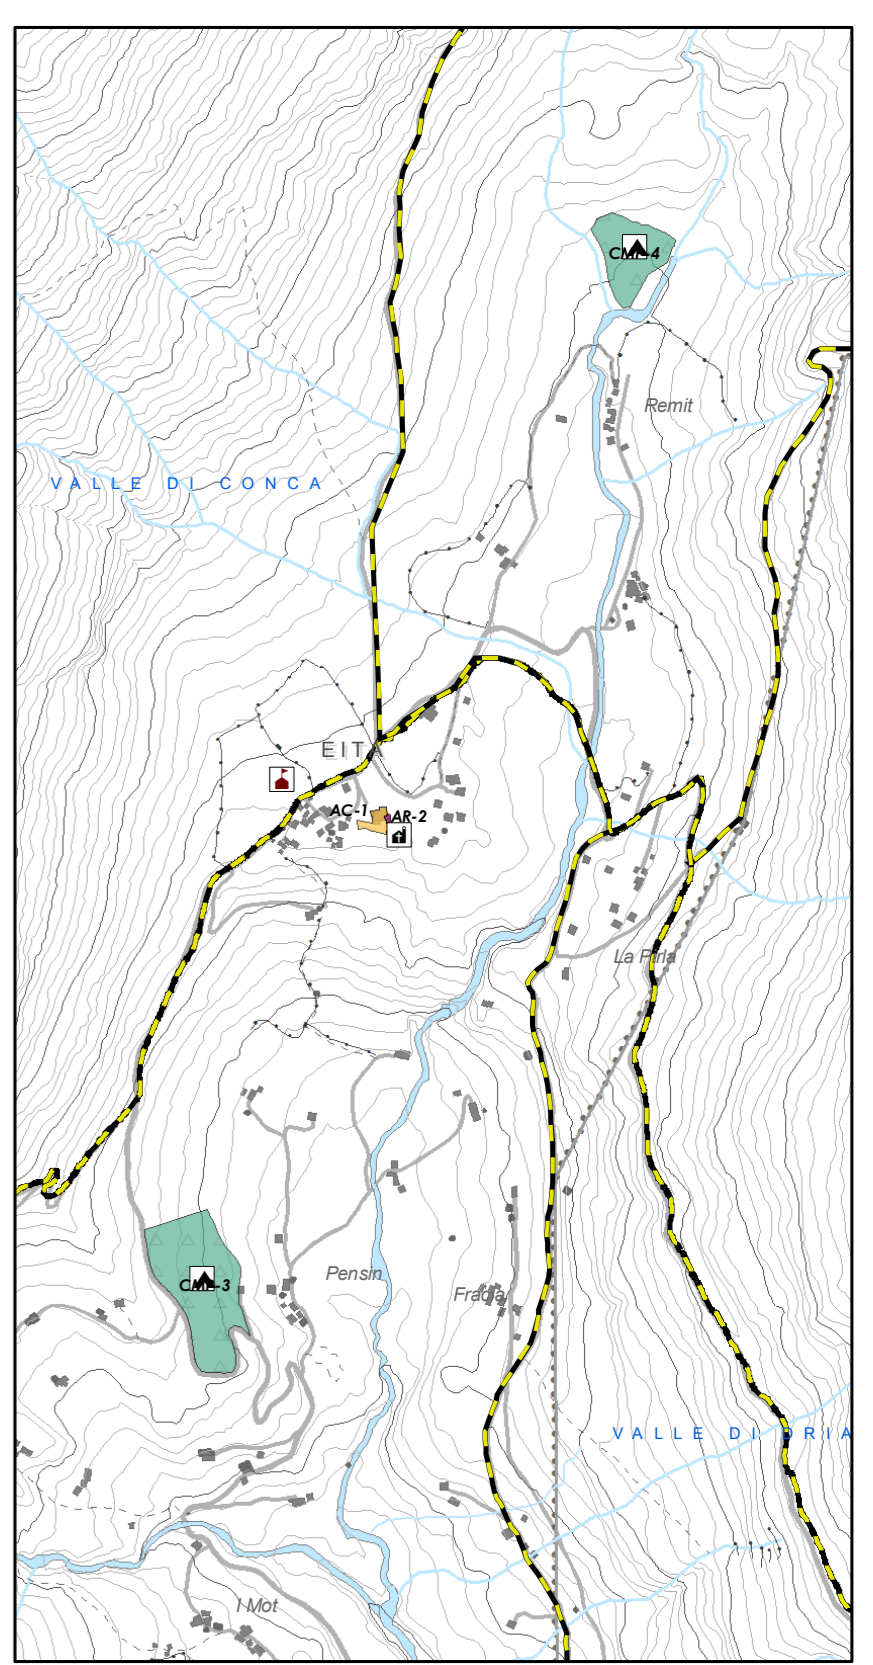 CMP-4
Remit
VALLE DI CONCA
EITA
AC-1
AR-2
La Pirla
CMP-3
Pensin
Fradia
VALLE DI DRIA
I Mot